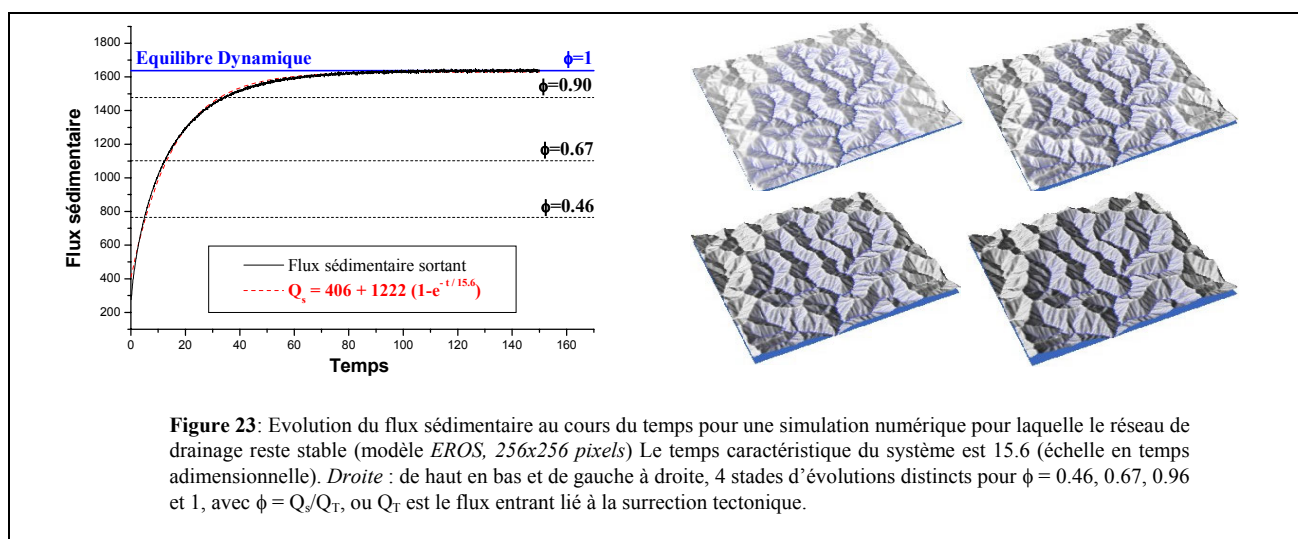 1800
1600
1400
1200
1000
800
600
400
200
Flux sédimentaire
Equilibre Dynamique
ϕ=1
ϕ=0.90
ϕ=0.67
ϕ=0.46
Flux sédimentaire sortant
Qs = 406 + 1222 (1-e^- t / 15.6)
0 20 40 60 80 100 120 140 160
Temps
Figure 23: Evolution du flux sédimentaire au cours du temps pour une simulation numérique pour laquelle le réseau de
drainage reste stable (modèle EROS, 256x256 pixels) Le temps caractéristique du système est 15.6 (échelle en temps
adimensionnelle). Droite : de haut en bas et de gauche à droite, 4 stades d’évolutions distincts pour ϕ = 0.46, 0.67, 0.96
et 1, avec ϕ = Qs/QT, ou QT est le flux entrant lié à la surrection tectonique.